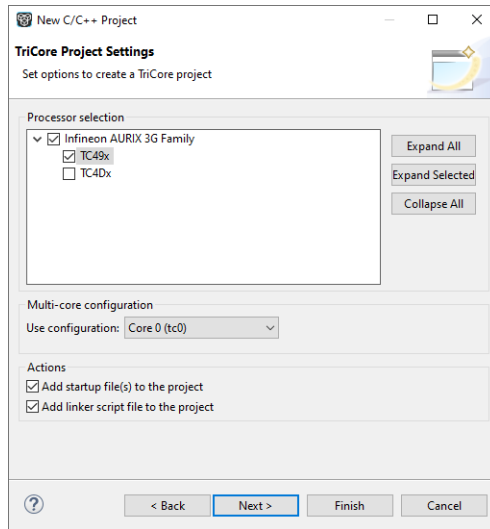 New C/C++ Project
TriCore Project Settings
Set options to create a TriCore project
Processor selection
Infineon AURIX 3G Family
TC49x
TC4Dx
Expand All
Expand Selected
Collapse All
Multi-core configuration
Use configuration: Core 0 (tc0)
Actions
Add startup file(s) to the project
Add linker script file to the project
? < Back Next > Finish Cancel